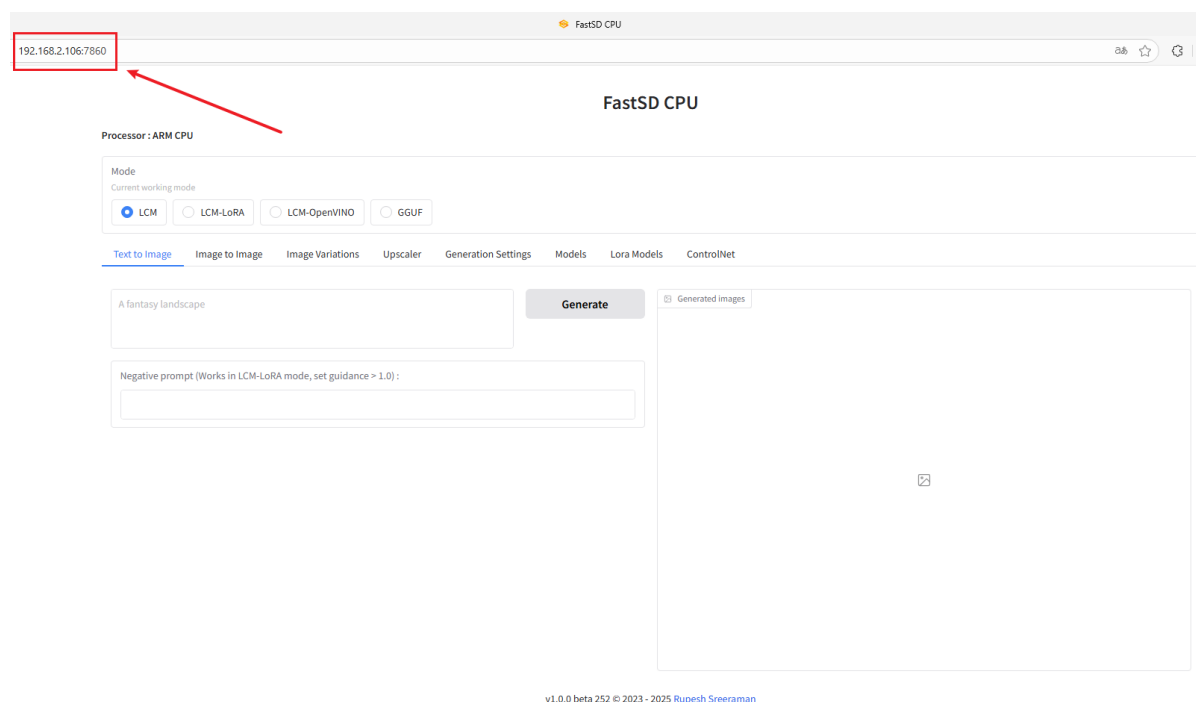 FastSD CPU
192.168.2.106:7860
FastSD CPU
Processor : ARM CPU
Mode
Current working mode
LCM LCM-LoRA LCM-OpenVINO GGUF
Text to Image Image to Image Image Variations Upscaler Generation Settings Models Lora Models ControlNet
A fantasy landscape
Generate
Generated images
Negative prompt (Works in LCM-LoRA mode, set guidance > 1.0) :
v1.0.0 beta 252 © 2023 - 2025 Rupesh Sreeraman